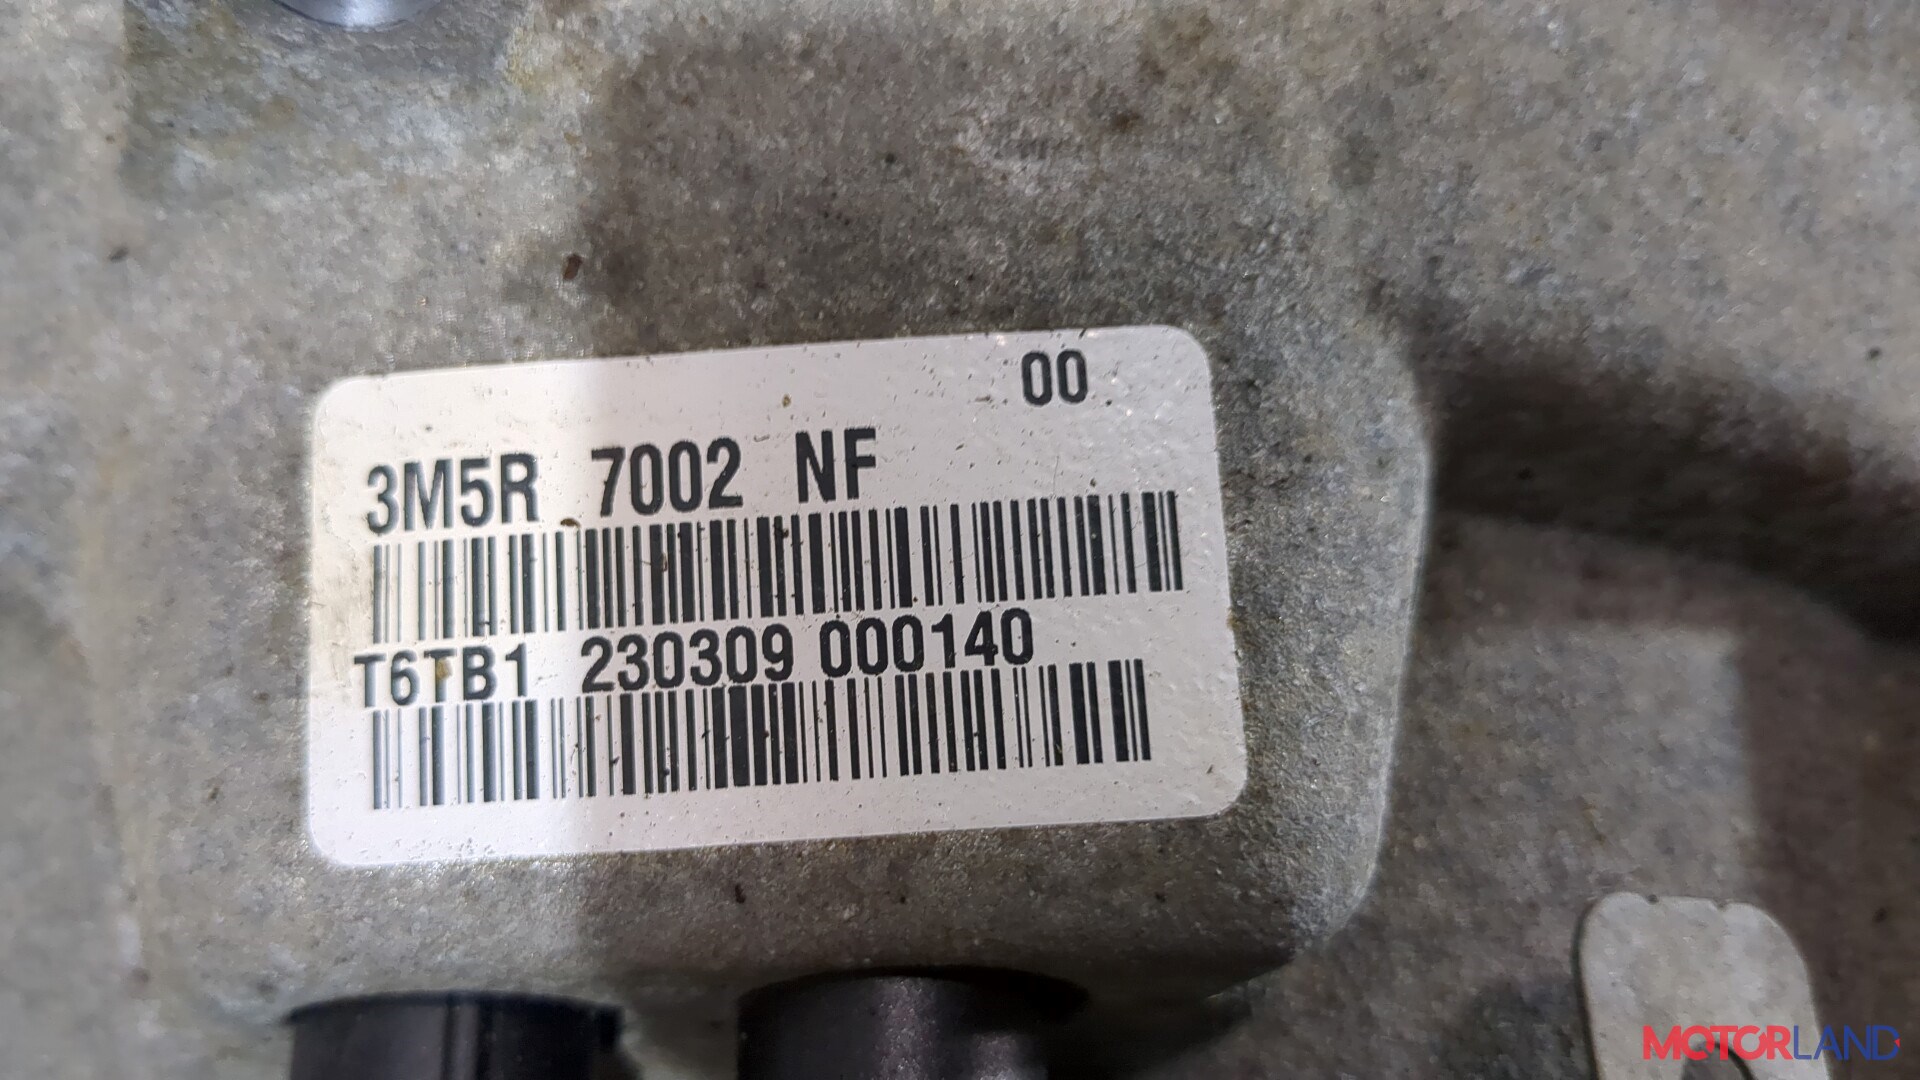 00
3M5R 7002 NF
T6TB1 230309 000140
MOTORLAND